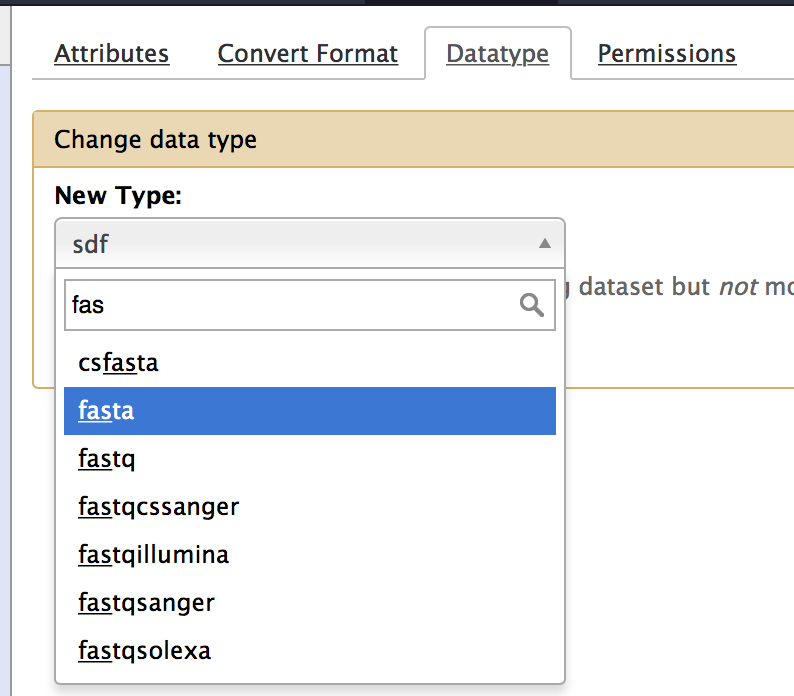 Attributes Convert Format Datatype Permissions
Change data type
New Type:
sdf
dataset but not
fas
csfasta
fasta
fastq
fastqcssanger
fastqillumina
fastqsanger
fastqsolexa